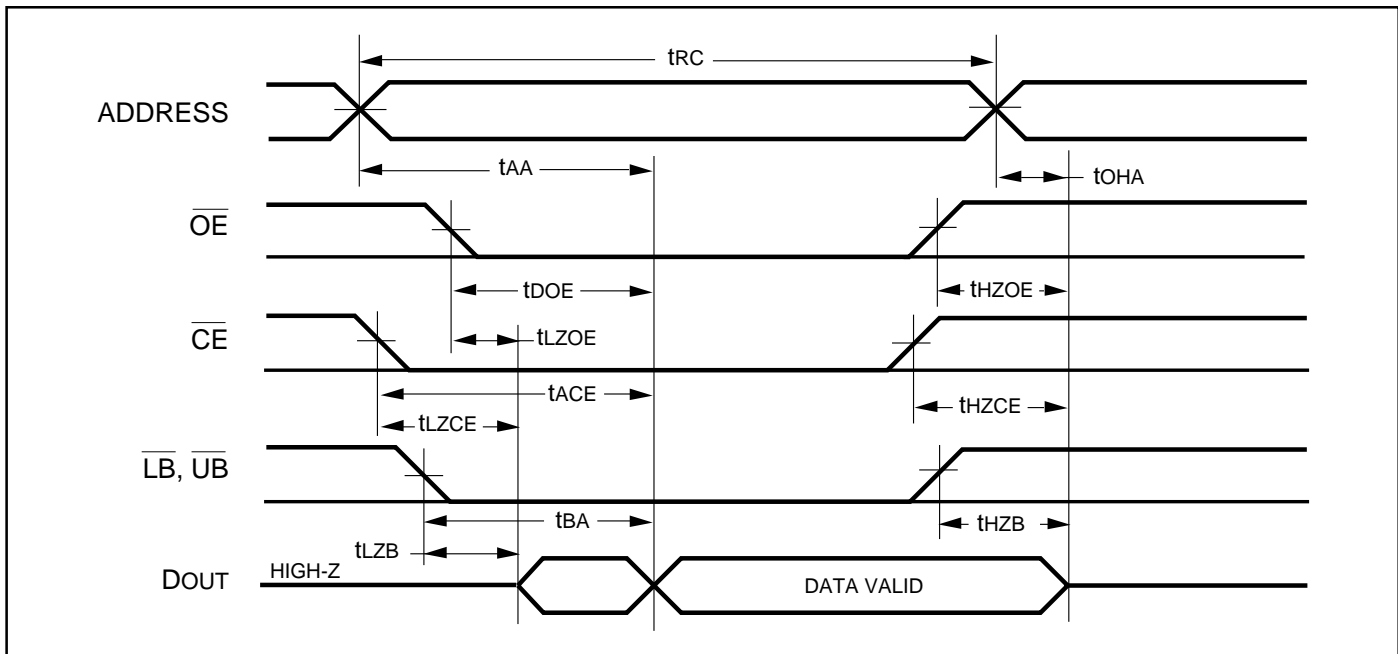 tRC
ADDRESS
tAA
tOHA
OE
tDOE
tHZOE
CE
tLZOE
tACE
tHZCE
tLZCE
LB, UB
tBA
tHZB
tLZB
DOUT
HIGH-Z
DATA VALID